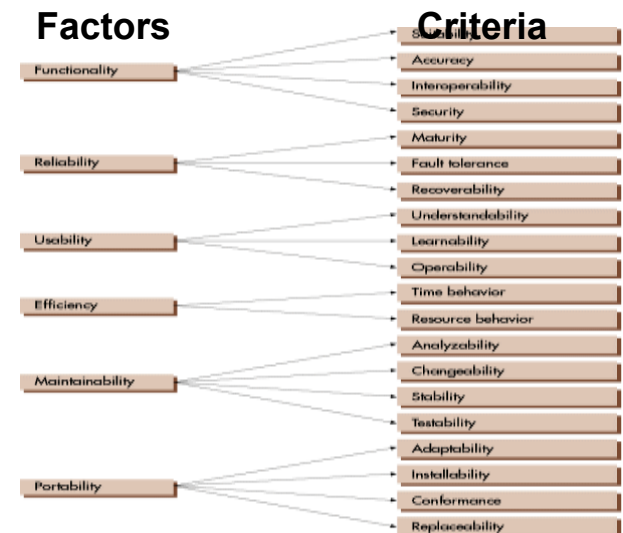 Factors
Criteria
Functionality
Accuracy
Interoperability
Security
Reliability
Maturity
Fault tolerance
Recoverability
Usability
Understandability
Learnability
Operability
Efficiency
Time behavior
Resource behavior
Maintainability
Analyzability
Changeability
Stability
Testability
Portability
Adaptability
Installability
Conformance
Replaceability